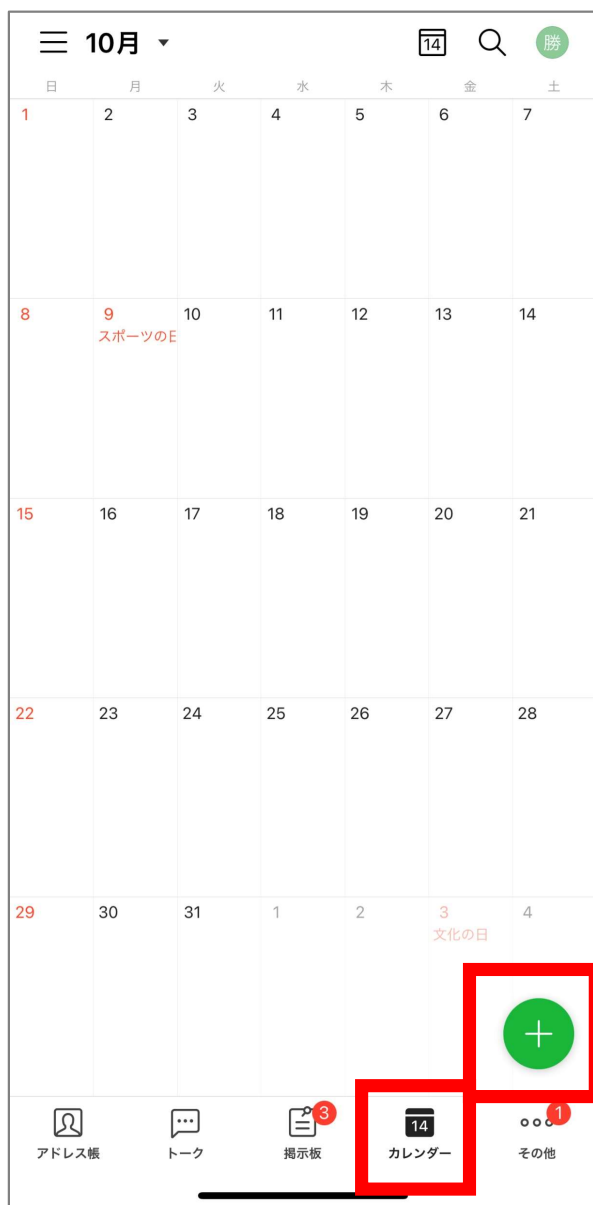 10月 14 勝
日 月 火 水 木 金 土
1 2 3 4 5 6 7
8 9 10 11 12 13 14
スポーツの日
15 16 17 18 19 20 21
22 23 24 25 26 27 28
29 30 31 1 2 3 4
文化の日
3 14 1
アドレス帳 トーク 掲示板 カレンダー その他